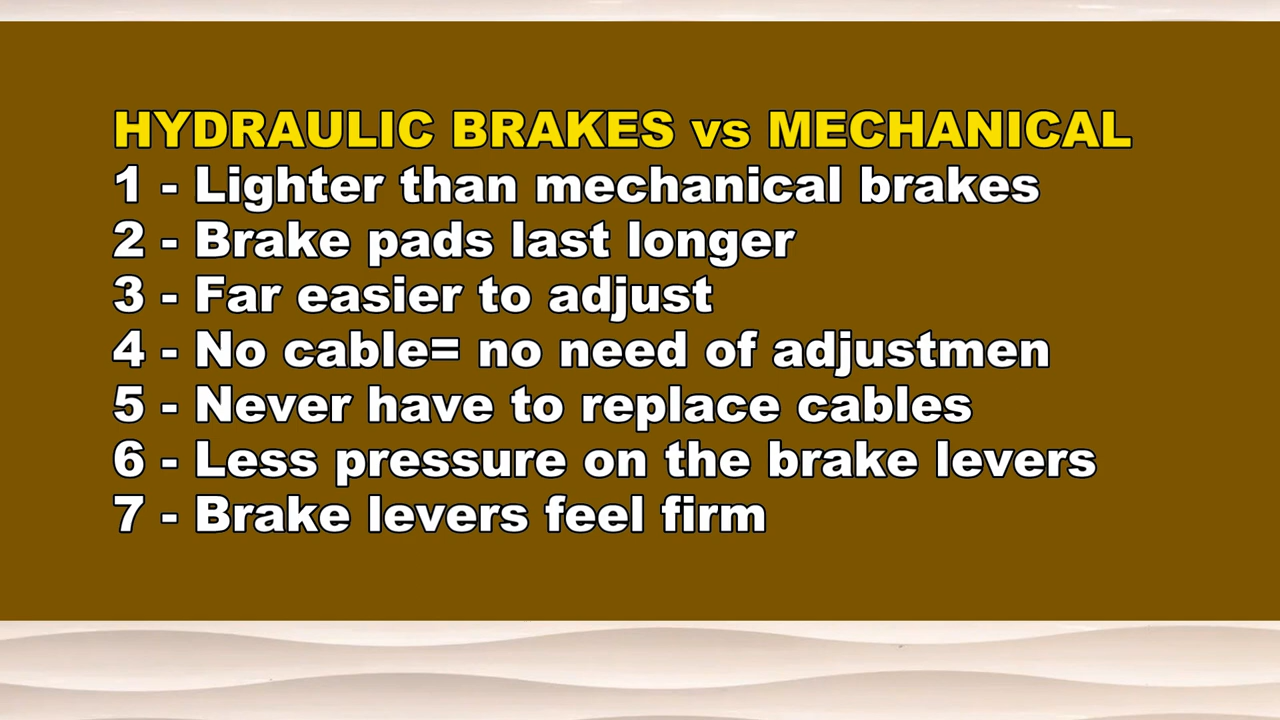 HYDRAULIC BRAKES vs MECHANICAL
1 - Lighter than mechanical brakes
2 - Brake pads last longer
3 - Far easier to adjust
4 - No cable= no need of adjustmen
5 - Never have to replace cables
6 - Less pressure on the brake levers
7 - Brake levers feel firm